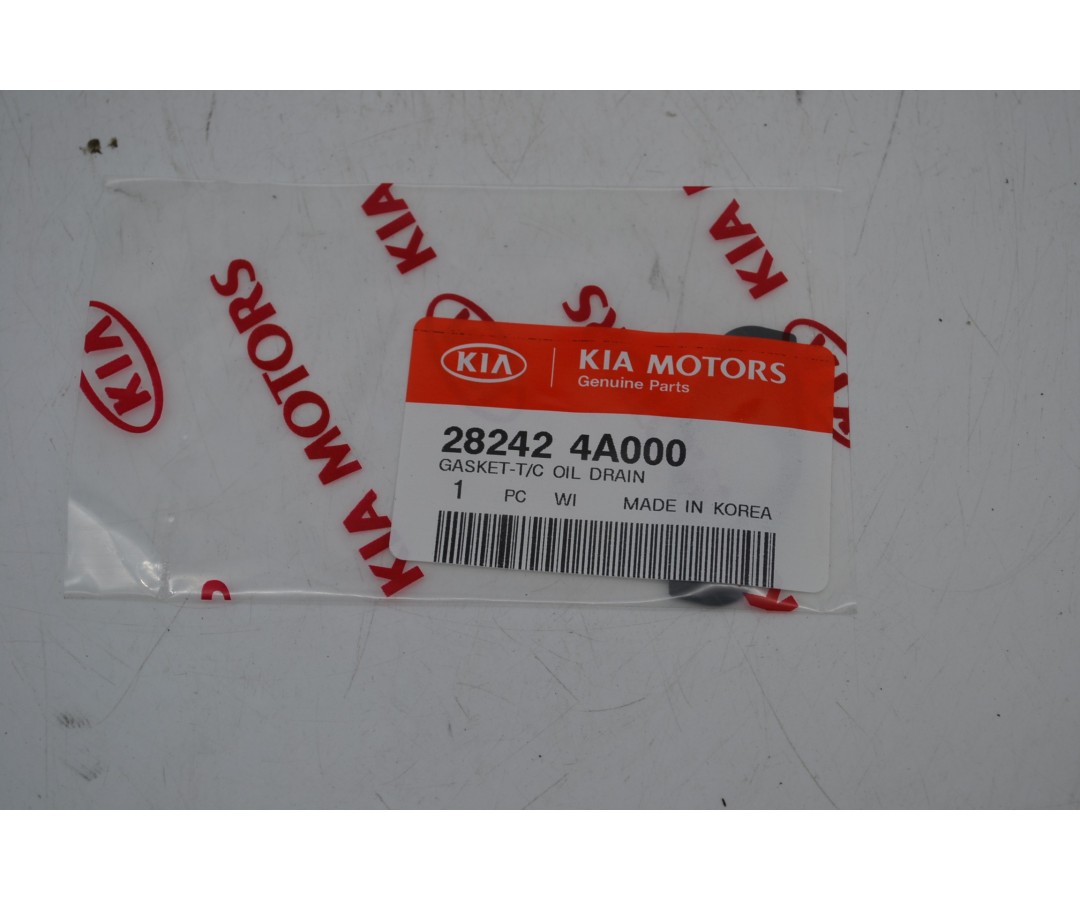 KIA
KIA
KIA MOTORS
KIA
KIA MOTORS
Genuine Parts
28242 4A000
GASKET-T/C OIL DRAIN
1 PC WI MADE IN KOREA
KIA